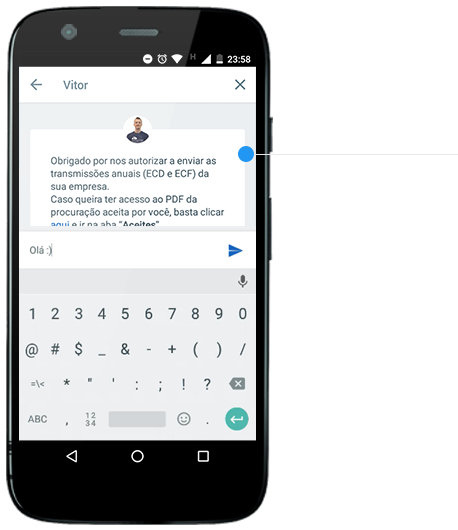 H 23:58
Vitor
Obrigado por nos autorizar a enviar as
transmissões anuais (ECD e ECF) da
sua empresa.
Caso queira ter acesso ao PDF da
procuração aceita por você, basta clicar
aqui e ir na aba "Aceites"
Olá :)
1 2 3 4 5 6 7 8 9 0
@ # $ _ & - + ( ) /
=\< * " ' : ; ! ?
ABC , 12 .
34